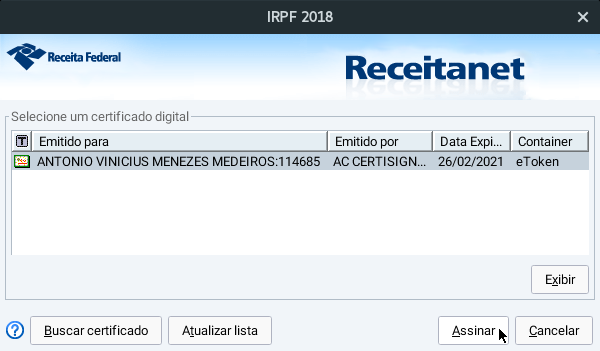 IRPF 2018
Receita Federal
Receitanet
Selecione um certificado digital
Emitido para Emitido por Data Expi... Container
ANTONIO VINICIUS MENEZES MEDEIROS:114685 AC CERTISIGN... 26/02/2021 eToken
Exibir
Buscar certificado Atualizar lista Assinar Cancelar